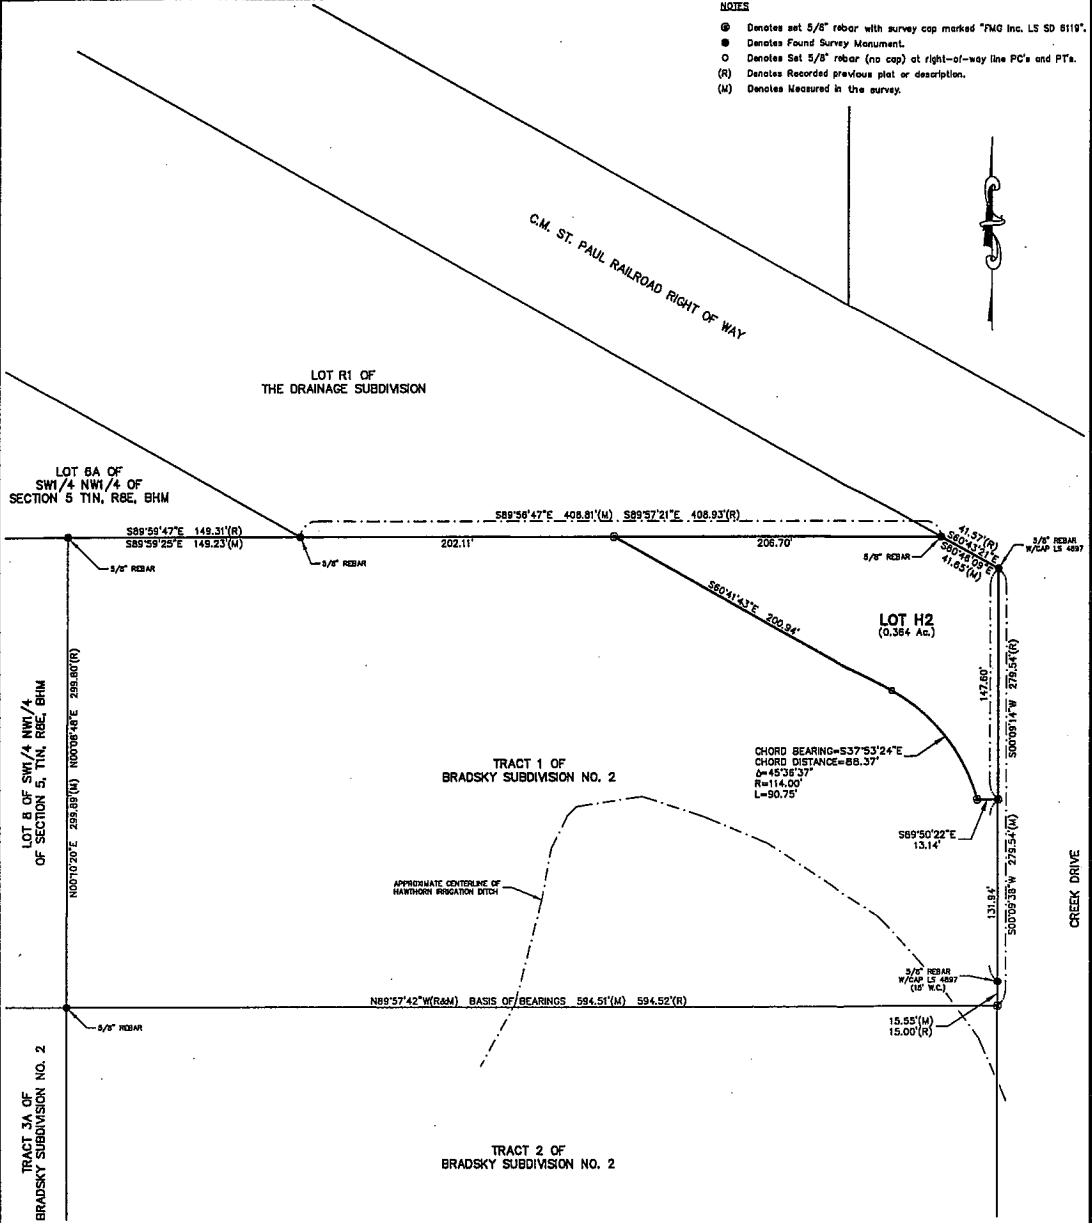 NOTES
Denotes set 5/8" rebar with survey cap marked "FMG Inc. LS SD 6119".
Denotes Found Survey Monument.
Denotes Set 5/8" rebar (no cap) at right-of-way line PC's and PT's.
(R) Denotes Recorded previous plat or description.
(M) Denotes Measured in the survey.
C.M. ST. PAUL RAILROAD RIGHT OF WAY
LOT R1 OF
THE DRAINAGE SUBDIVISION
LOT 6A OF
SW1/4 NW1/4 OF
SECTION 5 T1N, R8E, BHM
S89°56'47"E 408.81'(M) S89°57'21"E 408.93'(R)
S89°59'47"E 149.31'(R)
S89°59'25"E 149.23'(M)
202.11'
206.70'
5/8" REBAR
5/8" REBAR
5/8" REBAR
41.57'(R)
S60°43'21"E
S60°48'09"E
41.65'(M)
5/8" REBAR
W/CAP LS 4897
S60°41'43"E 200.94'
LOT H2
(0.364 Ac.)
147.60'
S00°09'14"W 279.54'(R)
LOT 8 OF SW1/4 NW1/4
OF SECTION 5, T1N, R8E, BHM
N00°10'20"E 299.89'(M) N00°08'48"E 299.80'(R)
TRACT 1 OF
BRADSKY SUBDIVISION NO. 2
CHORD BEARING=S37°53'24"E
CHORD DISTANCE=88.37'
Δ=45°36'37"
R=114.00'
L=90.75'
S89°50'22"E
13.14'
APPROXIMATE CENTERLINE OF
HAWTHORN IRRIGATION DITCH
131.94'
S00°09'38"W 279.54'(M)
CREEK DRIVE
5/8" REBAR
W/CAP LS 4897
(15' W.C.)
N89°57'42"W(R&M) BASIS OF BEARINGS 594.51'(M) 594.52'(R)
15.55'(M)
15.00'(R)
5/8" REBAR
TRACT 3A OF
BRADSKY SUBDIVISION NO. 2
TRACT 2 OF
BRADSKY SUBDIVISION NO. 2